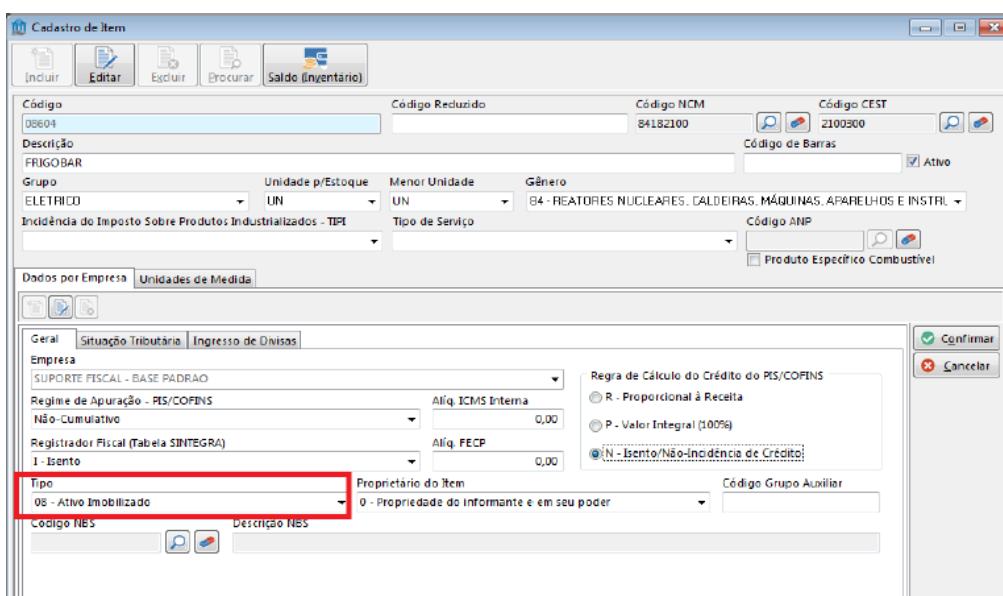 Cadastro de Item
Incluir Editar Excluir Procurar Saldo (Inventário)
Código Código Reduzido Código NCM Código CEST
08604 84182100 2100300
Descrição Código de Barras
FRIGOBAR Ativo
Grupo Unidade p/Estoque Menor Unidade Gênero
ELETRICO UN UN 84 - REATORES NUCLEARES, CALDEIRAS, MÁQUINAS, APARELHOS E INSTRU
Incidência do Imposto Sobre Produtos Industrializados - TIPI Tipo de Serviço Código ANP
Produto Específico Combustível
Dados por Empresa Unidades de Medida
Geral Situação Tributária Ingresso de Divisas Confirmar
Empresa Cancelar
SUPORTE FISCAL - BASE PADRAO Regra de Cálculo do Crédito do PIS/COFINS
Regime de Apuração - PIS/COFINS Alíq. ICMS Interna R - Proporcional à Receita
Não-Cumulativo 0,00 P - Valor Integral (100%)
Registrador Fiscal (Tabela SINTEGRA) Alíq. FECP
I - Isento 0,00 N - Isento/Não-Incidência de Crédito
Tipo Proprietário do Item Código Grupo Auxiliar
08 - Ativo Imobilizado 0 - Propriedade do informante e em seu poder
Código NBS Descrição NBS